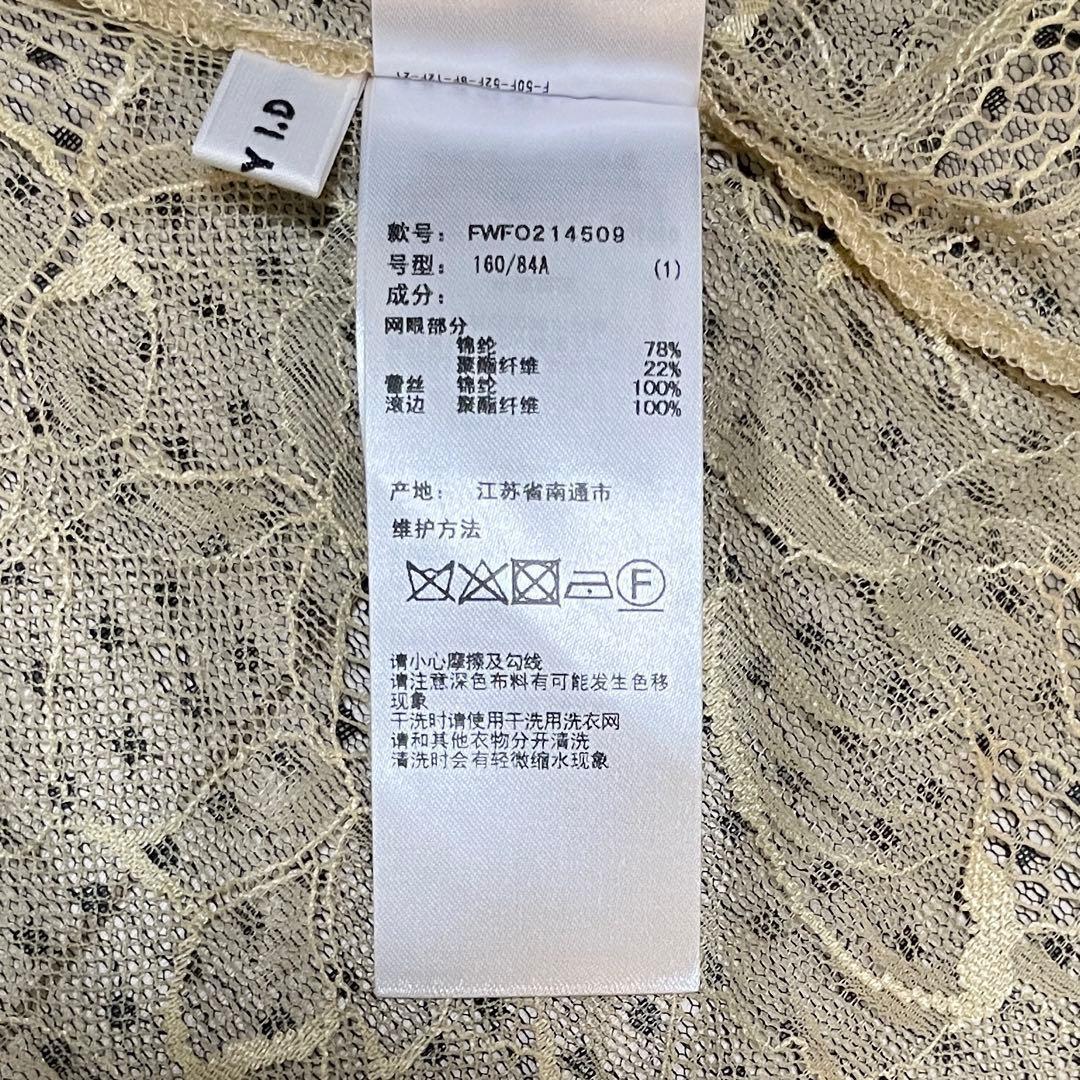 F-50F-52F-8F-12F-21
Y I.D
款号: FWFO214509
号型: 160/84A (1)
成分:
网眼部分
锦纶 78%
聚酯纤维 22%
蕾丝 锦纶 100%
滚边 聚酯纤维 100%
产地: 江苏省南通市
维护方法
F
请小心摩擦及勾线
请注意深色布料有可能发生色移
现象
干洗时请使用干洗用洗衣网
请和其他衣物分开清洗
清洗时会有轻微缩水现象